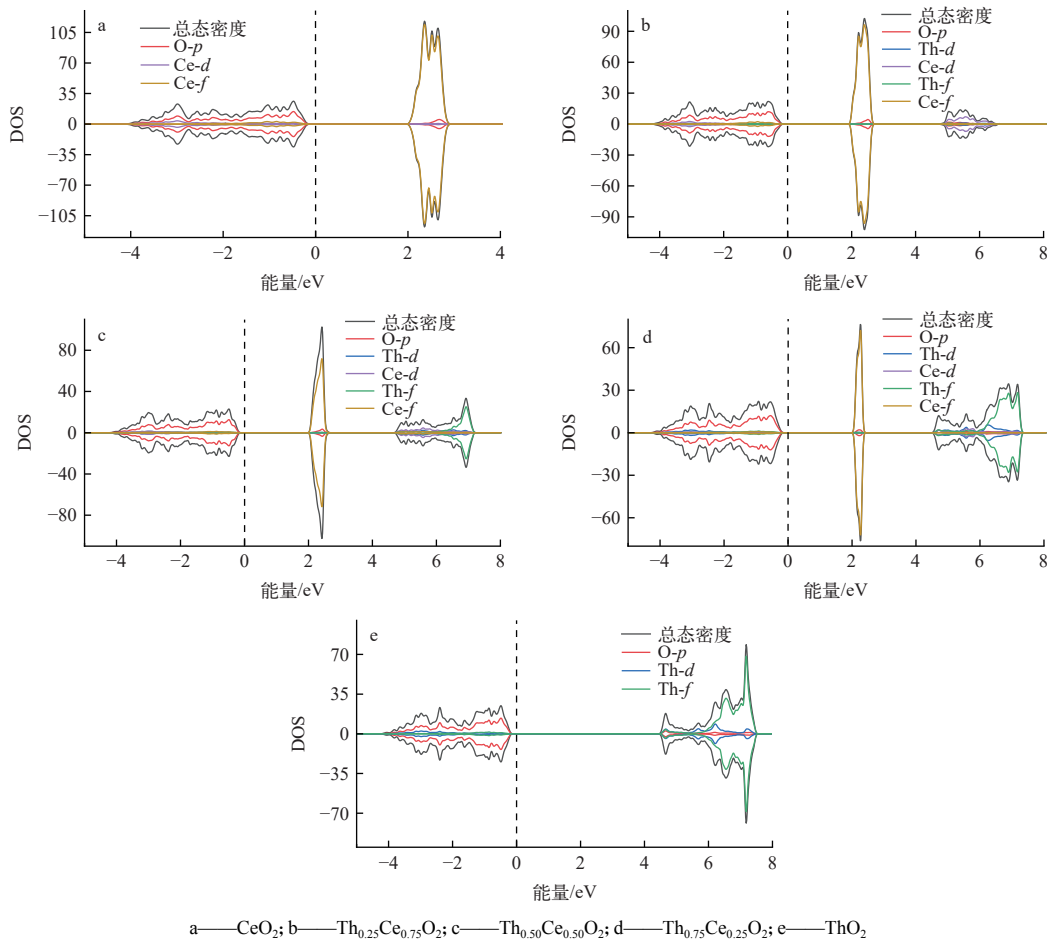 a
总态密度
O-p
Ce-d
Ce-f
DOS
105
70
35
0
−35
−70
−105
−4
−2
0
2
4
能量/eV
b
总态密度
O-p
Th-d
Ce-d
Th-f
Ce-f
DOS
90
60
30
0
−30
−60
−90
−4
−2
0
2
4
6
8
能量/eV
c
总态密度
O-p
Th-d
Ce-d
Th-f
Ce-f
DOS
80
40
0
−40
−80
−4
−2
0
2
4
6
8
能量/eV
d
总态密度
O-p
Th-d
Ce-d
Th-f
Ce-f
DOS
60
30
0
−30
−60
−4
−2
0
2
4
6
8
能量/eV
e
总态密度
O-p
Th-d
Th-f
DOS
70
35
0
−35
−70
−4
−2
0
2
4
6
8
能量/eV
a——CeO₂; b——Th₀.₂₅Ce₀.₇₅O₂; c——Th₀.₅₀Ce₀.₅₀O₂; d——Th₀.₇₅Ce₀.₂₅O₂; e——ThO₂